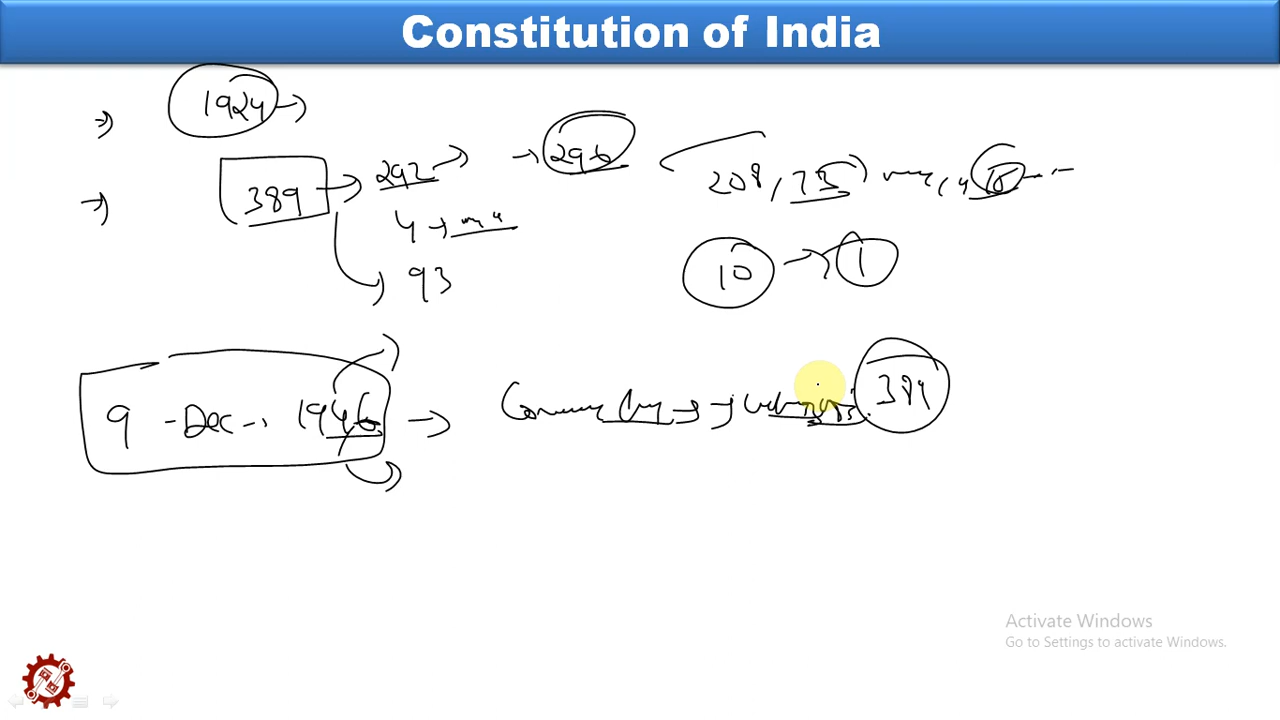 Constitution of India
⇒ 1924 →
⇒ 389 → 292 → → 296 208, 73
4 →
93
10 → 1
9 - Dec - 1946 → 389
Activate Windows
Go to Settings to activate Windows.